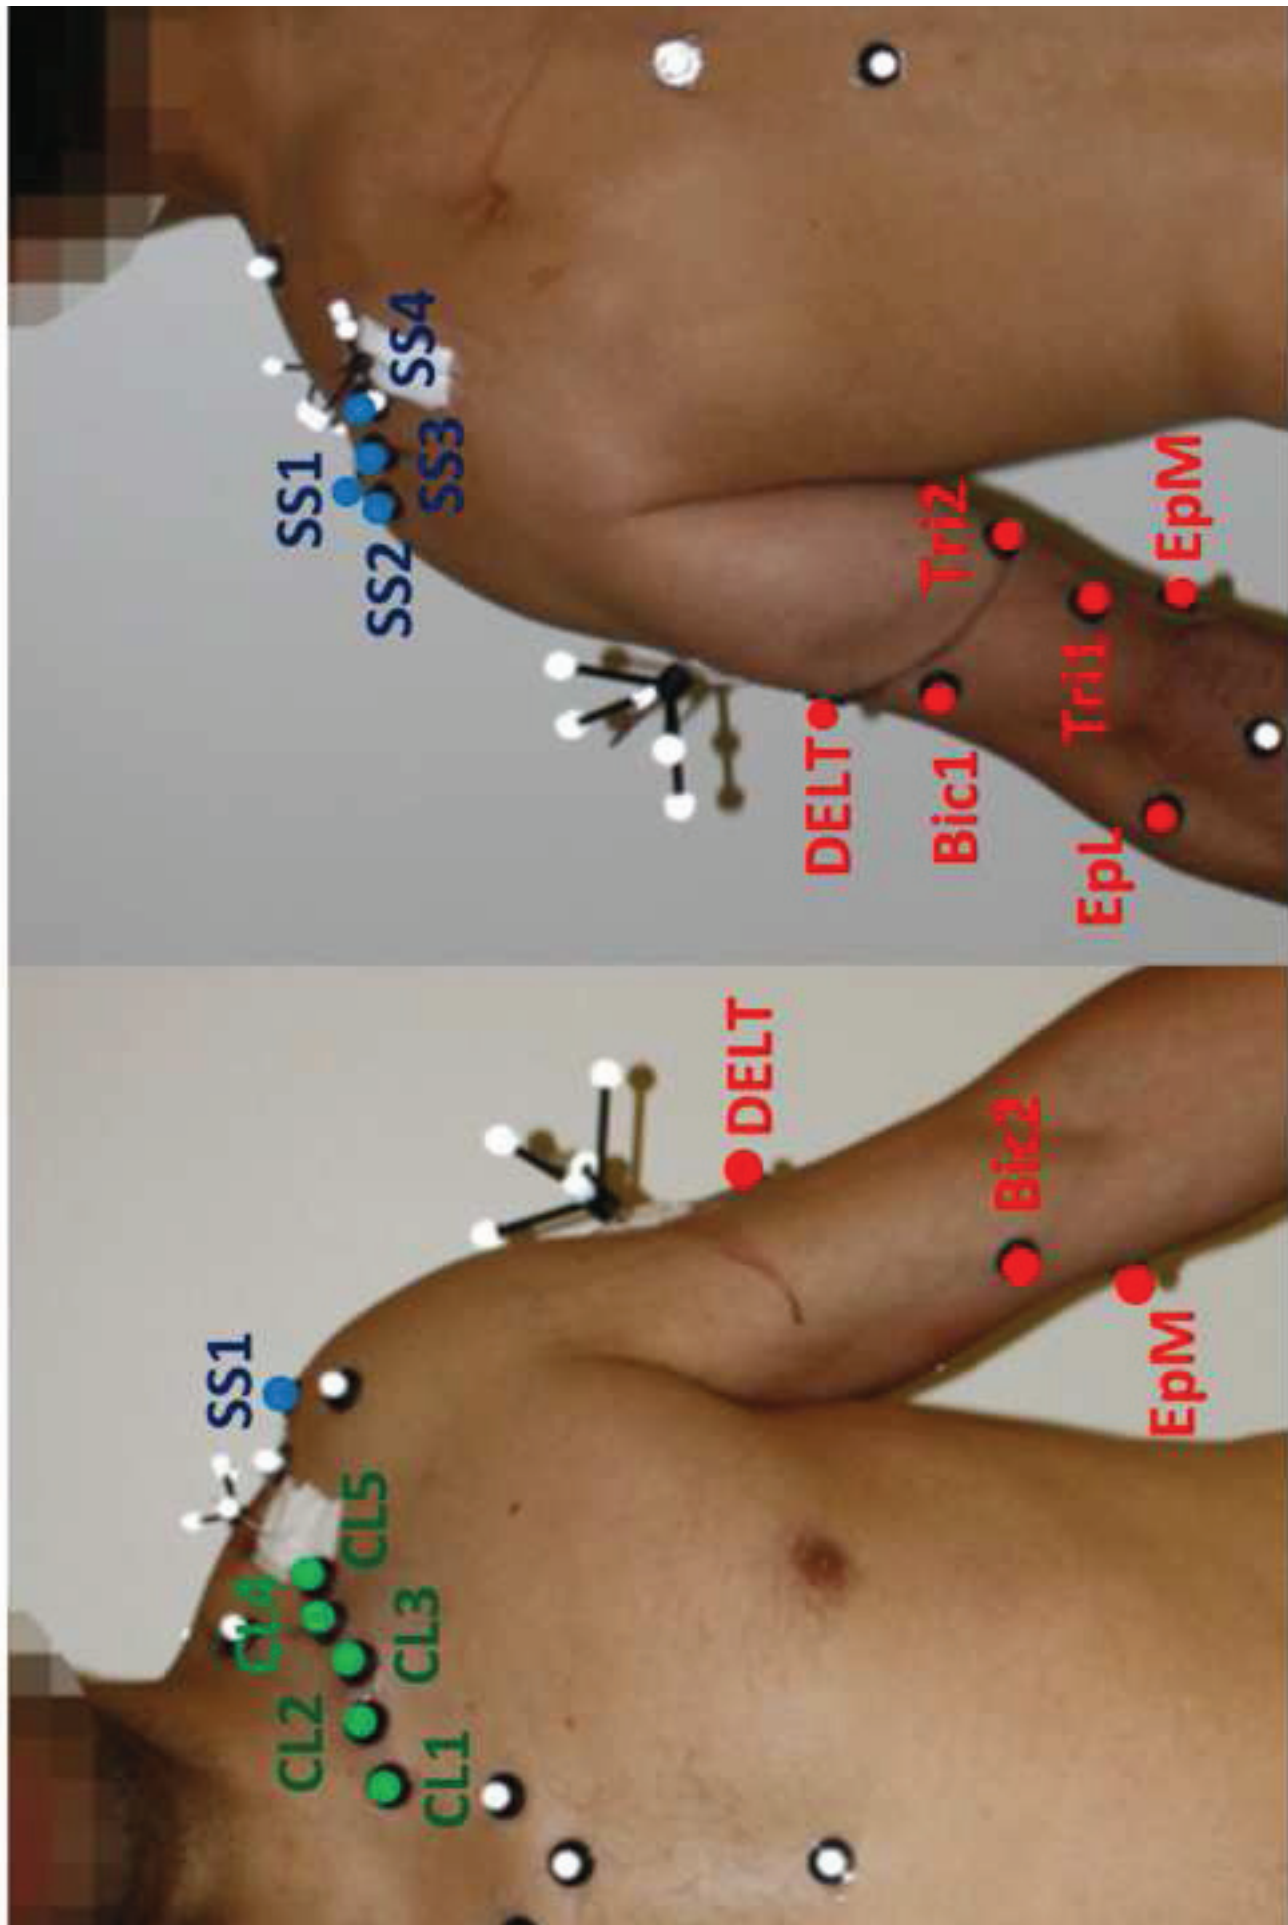 SS1
CL4
CL5
CL2
CL3
CL1
DELT
Bic2
EpM
SS1
SS4
SS2
SS3
DELT
Tri2
Bic1
Tri1
EpM
EpL